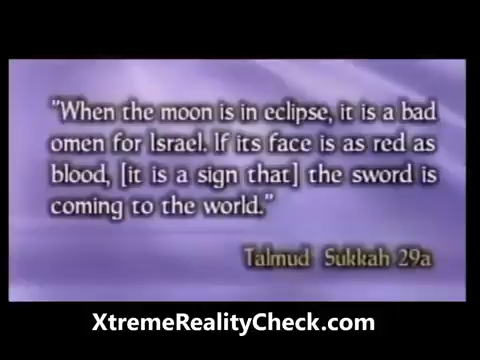 "When the moon is in eclipse, it is a bad
omen for Israel. If its face is as red as
blood, [it is a sign that] the sword is
coming to the world."
Talmud Sukkah 29a
XtremeRealityCheck.com